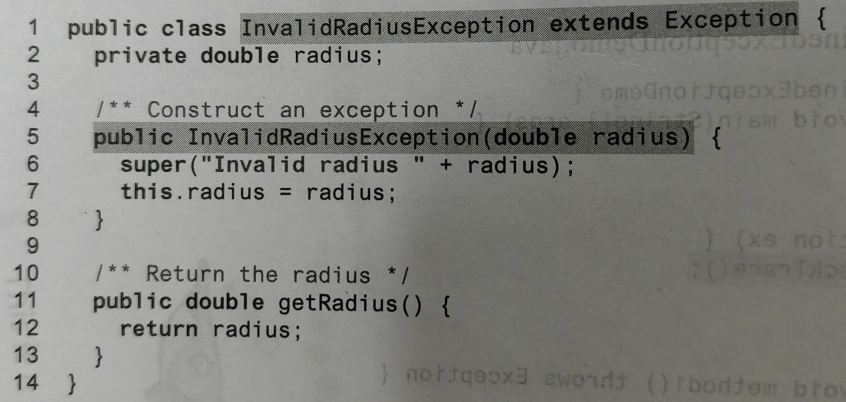 1 public class InvalidRadiusException extends Exception {
2 private double radius;
3
4 /** Construct an exception */
5 public InvalidRadiusException(double radius) {
6 super("Invalid radius " + radius);
7 this.radius = radius;
8 }
9
10 /** Return the radius */
11 public double getRadius() {
12 return radius;
13 }
14 }